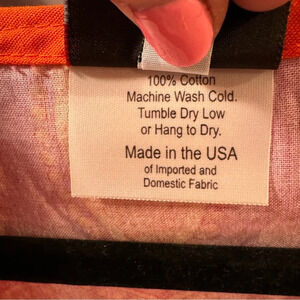 100% Cotton
Machine Wash Cold.
Tumble Dry Low
or Hang to Dry.
Made in the USA
of Imported and
Domestic Fabric